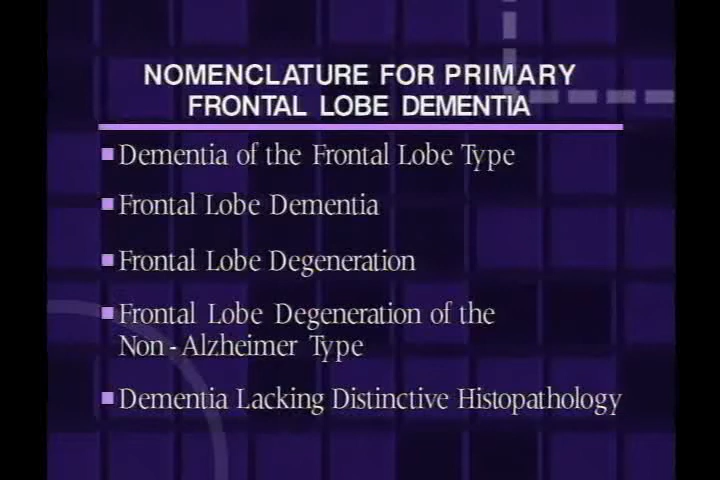 NOMENCLATURE FOR PRIMARY
FRONTAL LOBE DEMENTIA
Dementia of the Frontal Lobe Type
Frontal Lobe Dementia
Frontal Lobe Degeneration
Frontal Lobe Degeneration of the
Non-Alzheimer Type
Dementia Lacking Distinctive Histopathology